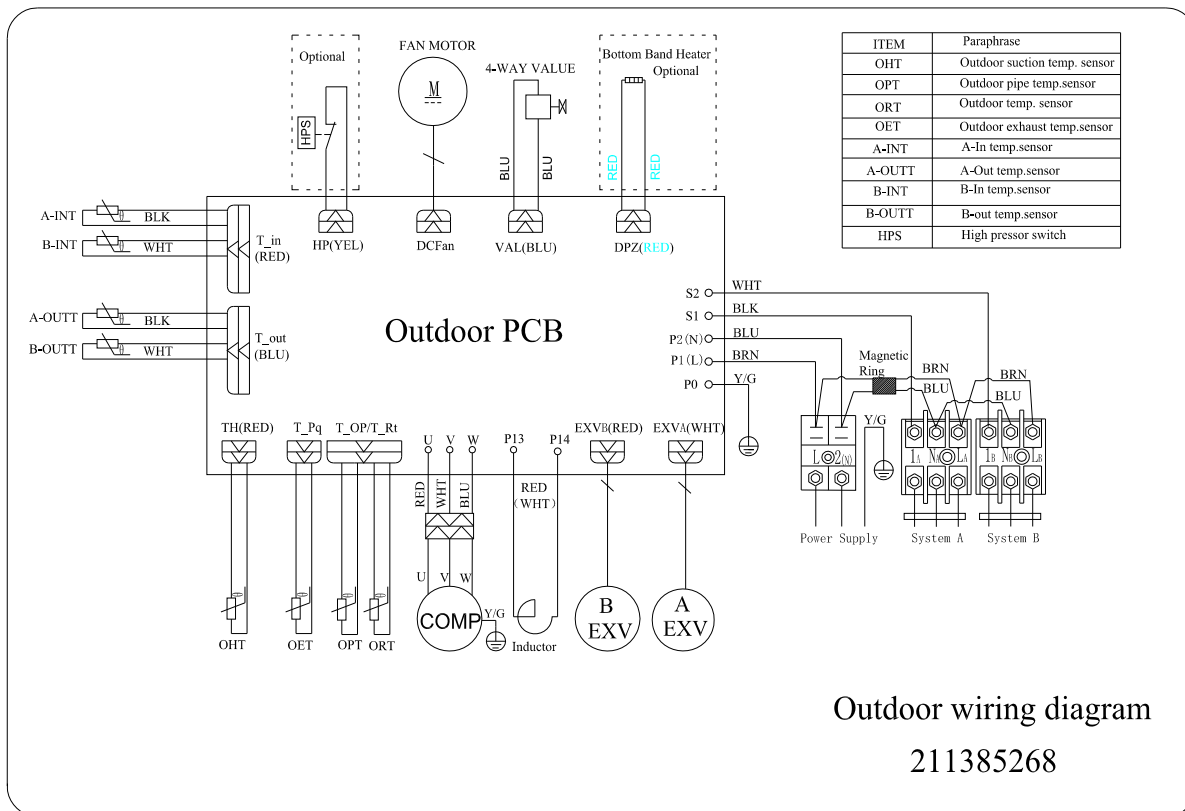 Optional
HPS
HP(YEL)
FAN MOTOR
M
DCFan
4-WAY VALUE
BLU
BLU
VAL(BLU)
Bottom Band Heater
Optional
RED
RED
DPZ(RED)
ITEM Paraphrase
OHT Outdoor suction temp. sensor
OPT Outdoor pipe temp.sensor
ORT Outdoor temp. sensor
OET Outdoor exhaust temp.sensor
A-INT A-In temp.sensor
A-OUTT A-Out temp.sensor
B-INT B-In temp.sensor
B-OUTT B-out temp.sensor
HPS High pressor switch
A-INT θ BLK
B-INT θ WHT
T_in
(RED)
A-OUTT θ BLK
B-OUTT θ WHT
T_out
(BLU)
Outdoor PCB
S2 WHT
S1 BLK
P2(N) BLU
P1(L) BRN
P0 Y/G
Magnetic
Ring
BRN
BLU
BRN
BLU
Y/G
L 2(N)
1A NA LA
1B NB LB
Power Supply
System A
System B
TH(RED)
T_Pq
T_OP/T_Rt
U V W
P13 P14
EXVB(RED)
EXVA(WHT)
RED
WHT
BLU
RED
(WHT)
U V W
COMP
Y/G
θ
θ
θ
θ
OHT
OET
OPT
ORT
Inductor
B
EXV
A
EXV
Outdoor wiring diagram
211385268